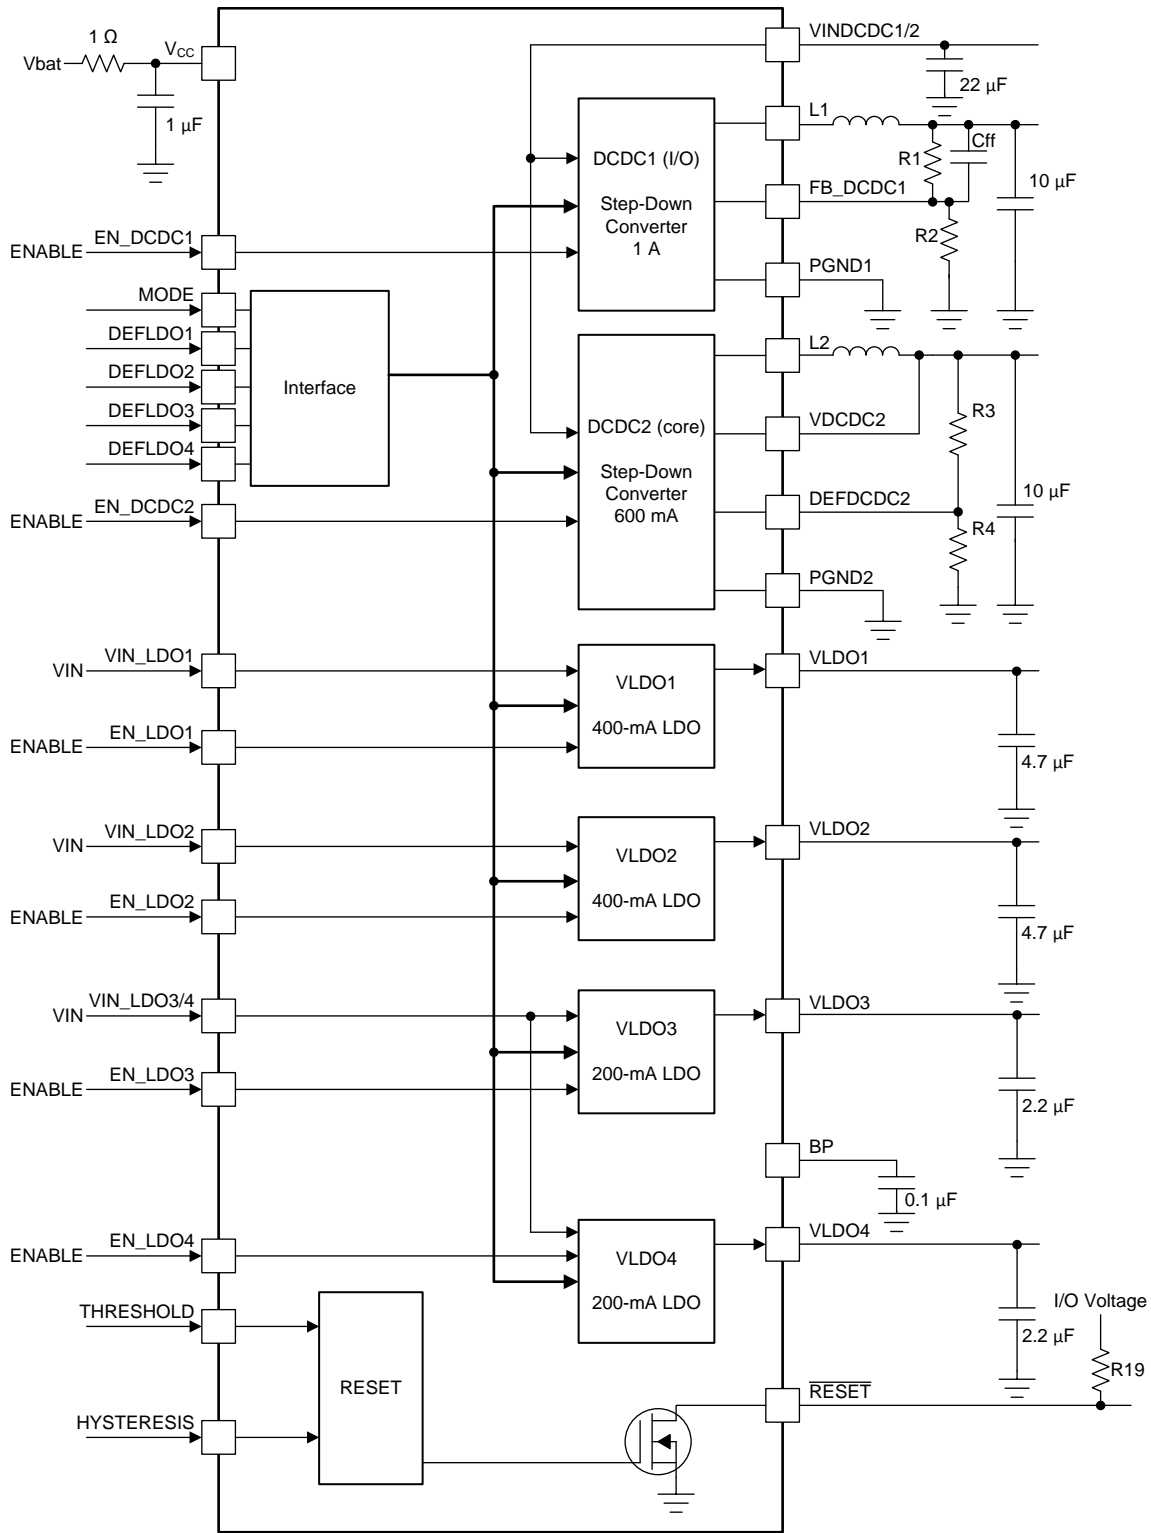 VINDCDC1/2
1 Ω
VCC
Vbat
22 µF
1 µF
L1
DCDC1 (I/O)
Step-Down
Converter
1 A
R1
Cff
10 µF
FB_DCDC1
R2
EN_DCDC1
ENABLE
PGND1
MODE
DEFLDO1
DEFLDO2
DEFLDO3
DEFLDO4
Interface
L2
DCDC2 (core)
Step-Down
Converter
600 mA
VDCDC2
R3
DEFDCDC2
10 µF
R4
EN_DCDC2
ENABLE
PGND2
VIN_LDO1
VIN
VLDO1
400-mA LDO
VLDO1
EN_LDO1
ENABLE
4.7 µF
VIN_LDO2
VIN
VLDO2
400-mA LDO
VLDO2
EN_LDO2
ENABLE
4.7 µF
VIN_LDO3/4
VIN
VLDO3
200-mA LDO
VLDO3
EN_LDO3
ENABLE
2.2 µF
BP
0.1 µF
EN_LDO4
ENABLE
VLDO4
200-mA LDO
VLDO4
2.2 µF
I/O Voltage
R19
THRESHOLD
RESET
HYSTERESIS
RESET